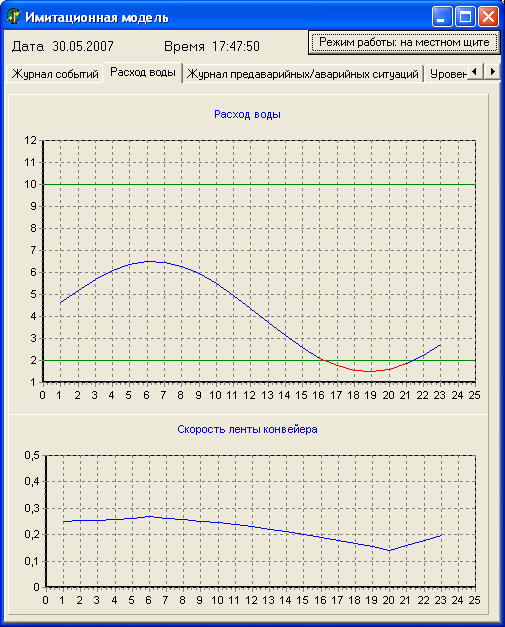 Имитационная модель
Дата 30.05.2007 Время 17:47:50 Режим работы: на местном щите
Журнал событий Расход воды Журнал предаварийных/аварийных ситуаций Уровен
Расход воды
12
11
10
9
8
7
6
5
4
3
2
1
0 1 2 3 4 5 6 7 8 9 10 11 12 13 14 15 16 17 18 19 20 21 22 23 24 25
Скорость ленты конвейера
0,5
0,4
0,3
0,2
0,1
0
0 1 2 3 4 5 6 7 8 9 10 11 12 13 14 15 16 17 18 19 20 21 22 23 24 25